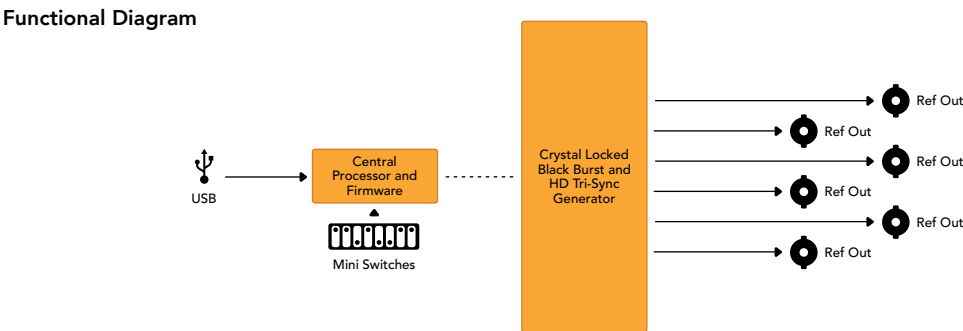 Functional Diagram
USB
Central
Processor and
Firmware
Mini Switches
Crystal Locked
Black Burst and
HD Tri-Sync
Generator
Ref Out
Ref Out
Ref Out
Ref Out
Ref Out
Ref Out